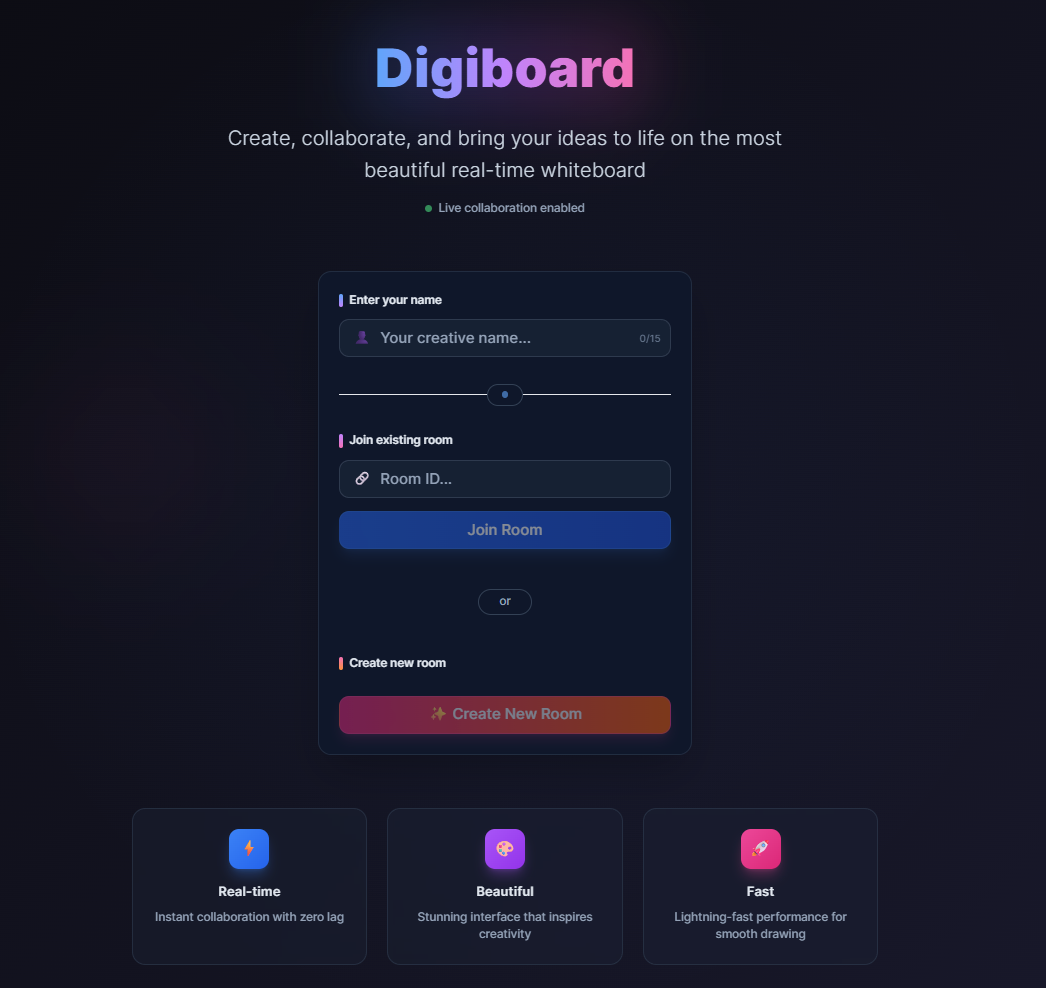 Digiboard
Create, collaborate, and bring your ideas to life on the most
beautiful real-time whiteboard
Live collaboration enabled
Enter your name
Your creative name...
0/15
Join existing room
Room ID...
Join Room
or
Create new room
✨ Create New Room
Real-time
Instant collaboration with zero lag
Beautiful
Stunning interface that inspires
creativity
Fast
Lightning-fast performance for
smooth drawing